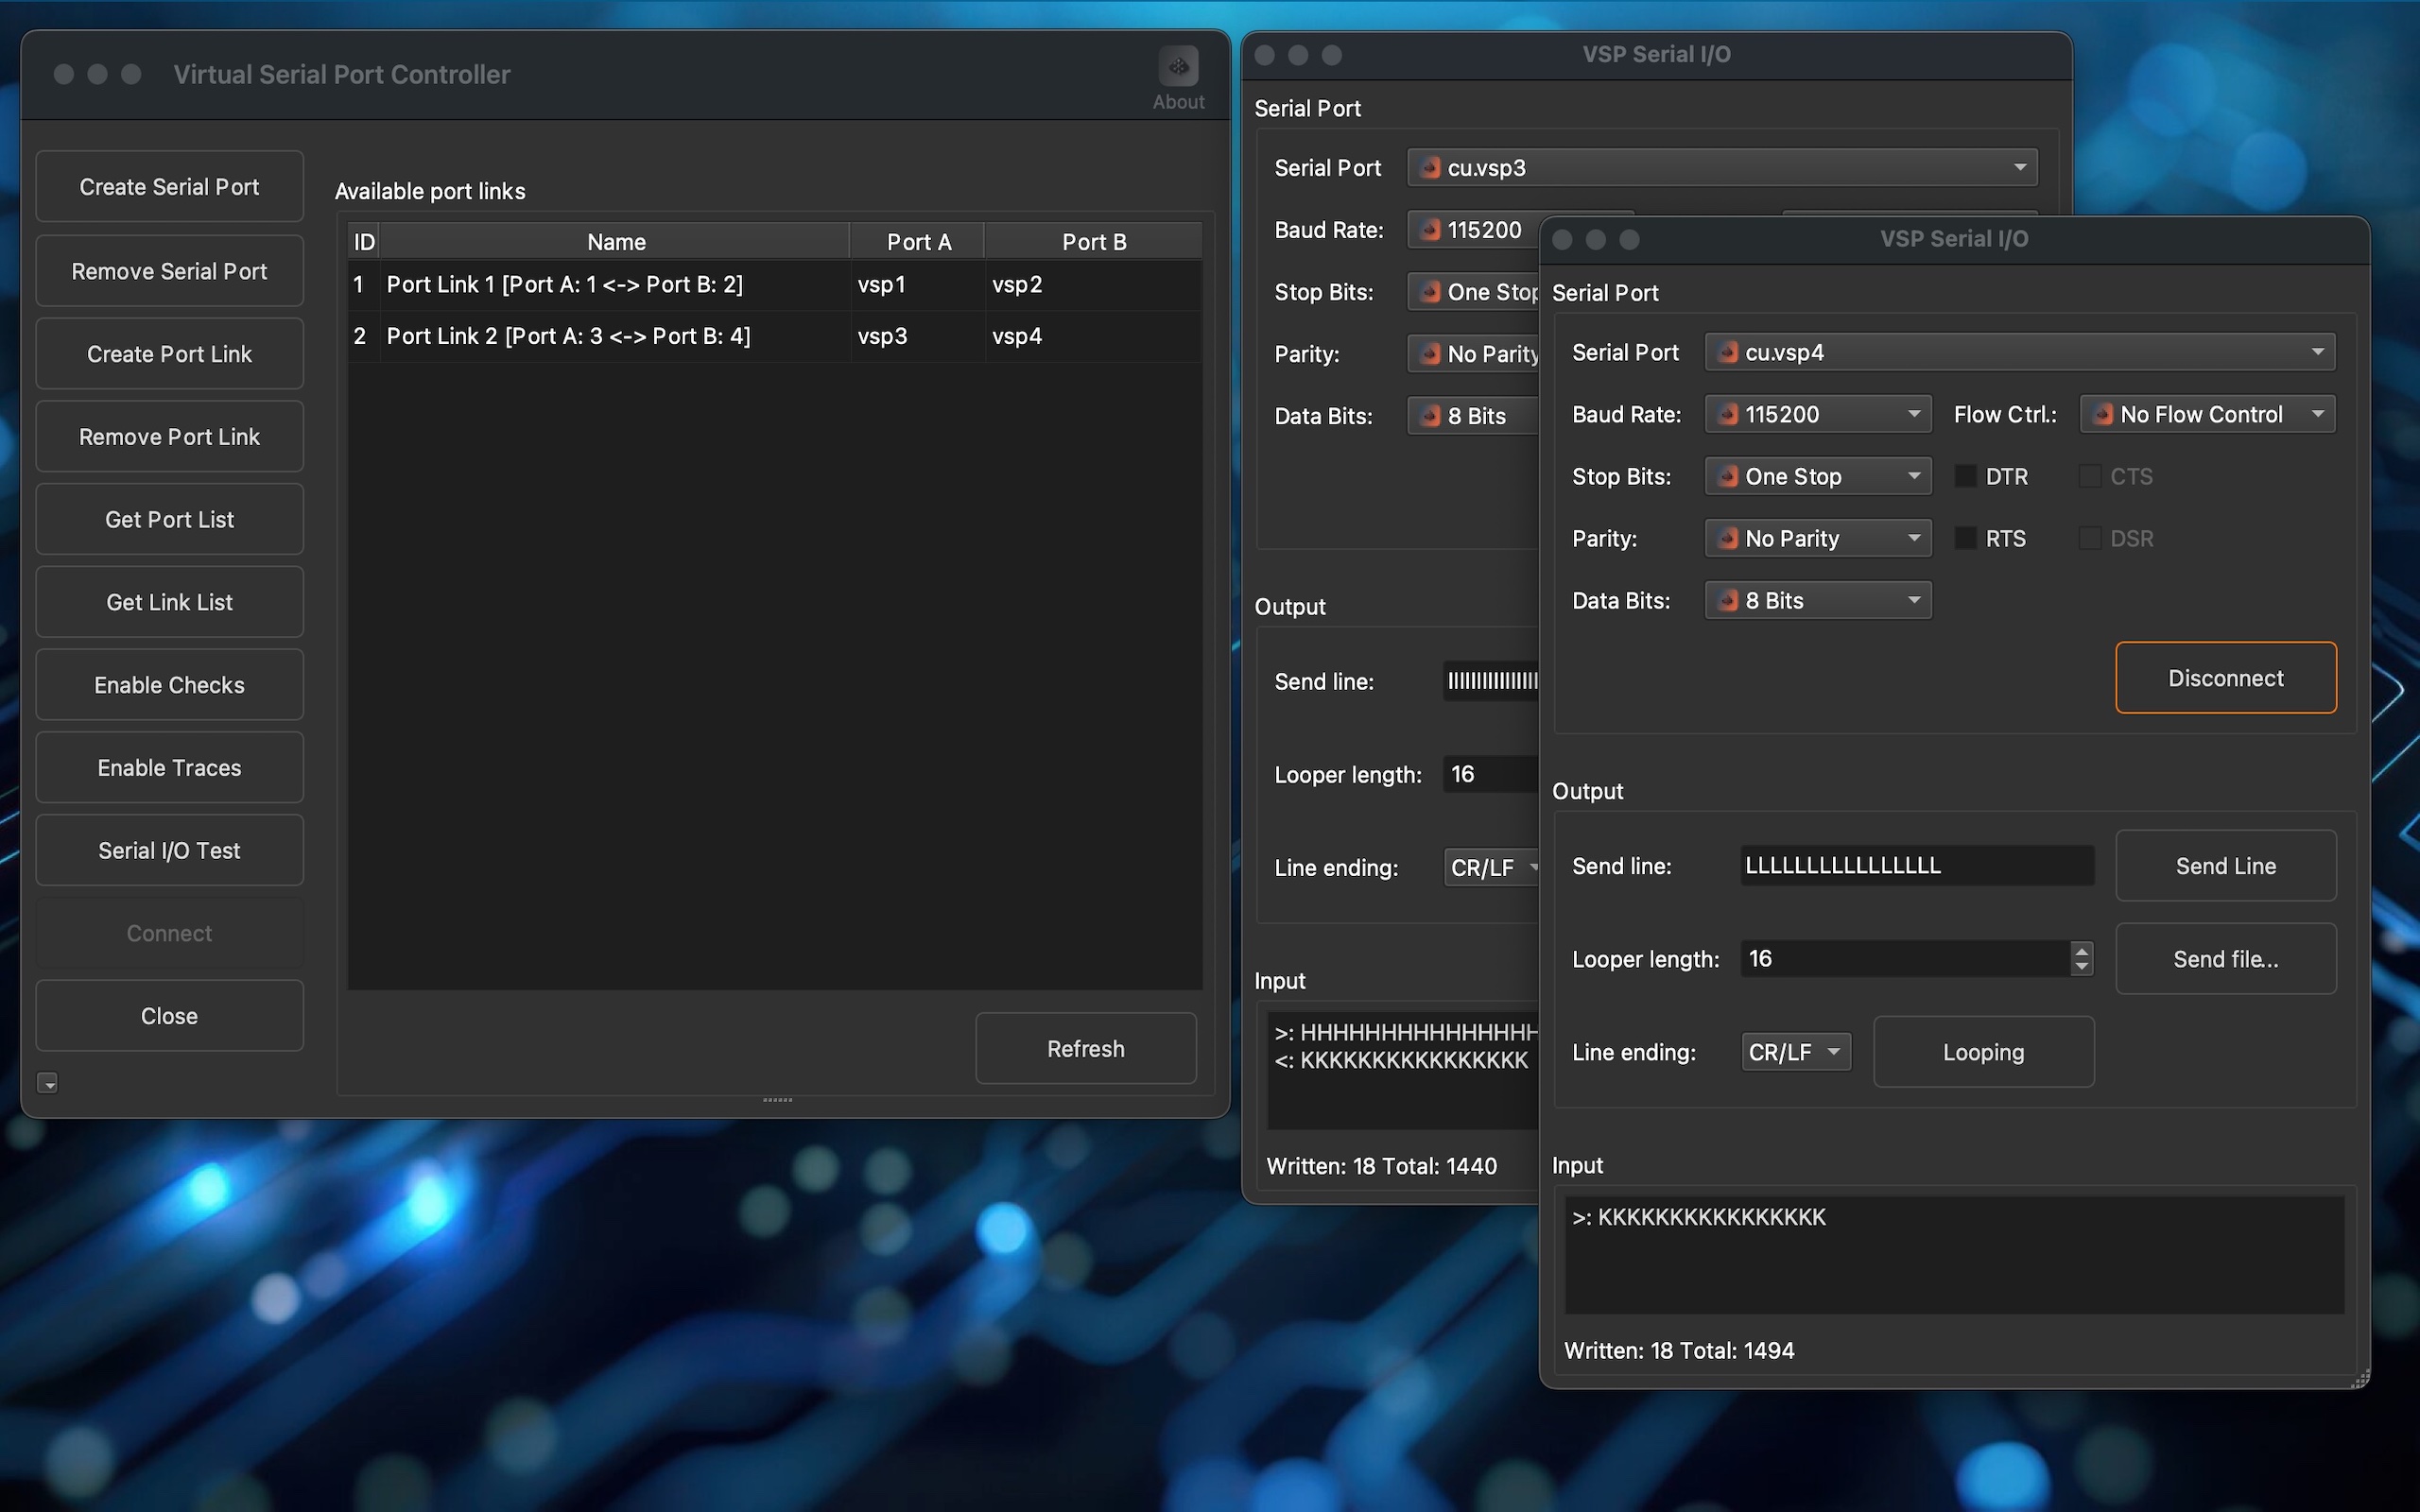 Virtual Serial Port Controller
About
Create Serial Port
Remove Serial Port
Create Port Link
Remove Port Link
Get Port List
Get Link List
Enable Checks
Enable Traces
Serial I/O Test
Connect
Close
Available port links
ID Name Port A Port B
1 Port Link 1 [Port A: 1 <-> Port B: 2] vsp1 vsp2
2 Port Link 2 [Port A: 3 <-> Port B: 4] vsp3 vsp4
Refresh
VSP Serial I/O
Serial Port
Serial Port cu.vsp3
Baud Rate: 115200
Stop Bits: One Stop
Parity: No Parity
Data Bits: 8 Bits
Output
Send line:
Looper length: 16
Line ending: CR/LF
Input
>: HHHHHHHHHHHHHHH
<: KKKKKKKKKKKKKKKK
Written: 18 Total: 1440
VSP Serial I/O
Serial Port
Serial Port cu.vsp4
Baud Rate: 115200 Flow Ctrl.: No Flow Control
Stop Bits: One Stop DTR CTS
Parity: No Parity RTS DSR
Data Bits: 8 Bits
Disconnect
Output
Send line: LLLLLLLLLLLLLLLL Send Line
Looper length: 16 Send file...
Line ending: CR/LF Looping
Input
>: KKKKKKKKKKKKKKKK
Written: 18 Total: 1494